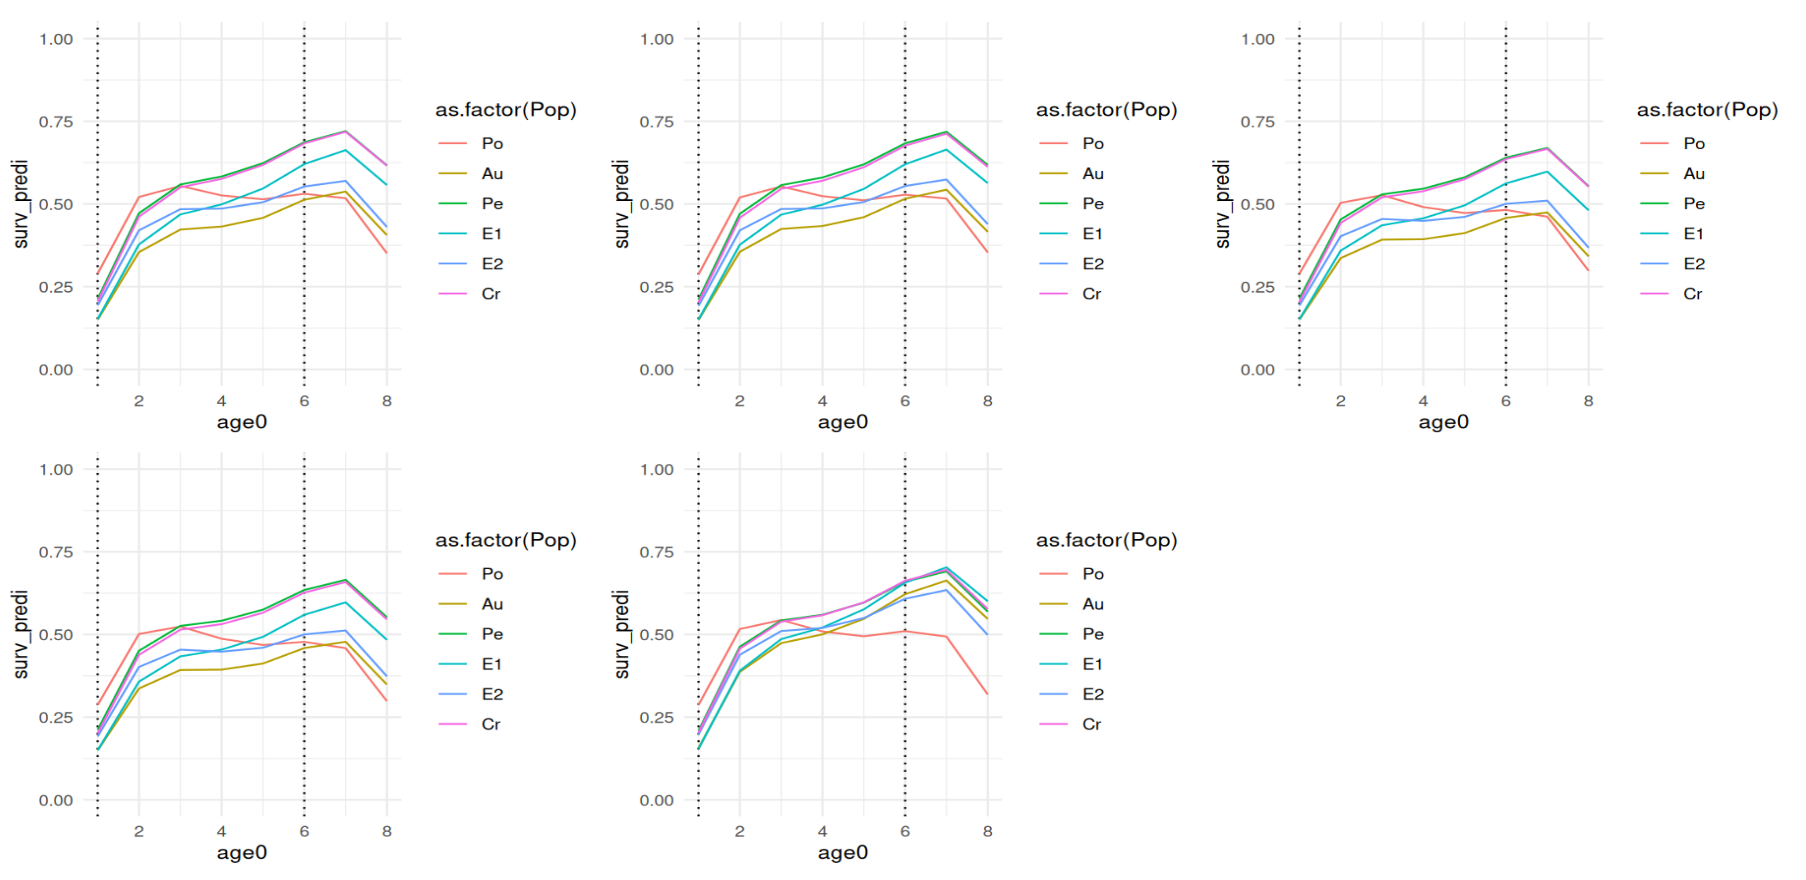 1.00
0.75
0.50
0.25
0.00
surv_predi
2 4 6 8
age0
as.factor(Pop)
Po
Au
Pe
E1
E2
Cr
1.00
0.75
0.50
0.25
0.00
surv_predi
2 4 6 8
age0
as.factor(Pop)
Po
Au
Pe
E1
E2
Cr
1.00
0.75
0.50
0.25
0.00
surv_predi
2 4 6 8
age0
as.factor(Pop)
Po
Au
Pe
E1
E2
Cr
1.00
0.75
0.50
0.25
0.00
surv_predi
2 4 6 8
age0
as.factor(Pop)
Po
Au
Pe
E1
E2
Cr
1.00
0.75
0.50
0.25
0.00
surv_predi
2 4 6 8
age0
as.factor(Pop)
Po
Au
Pe
E1
E2
Cr